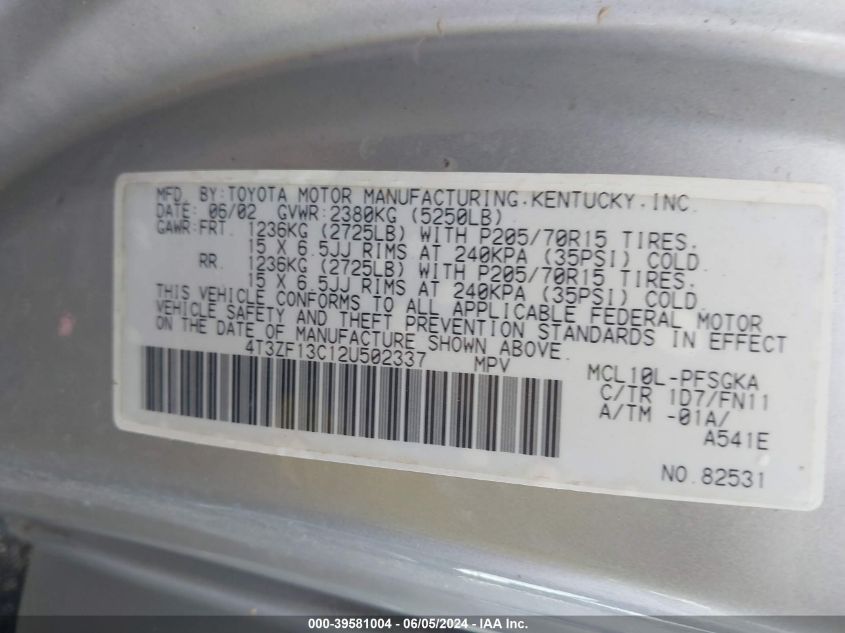 MFD. BY:TOYOTA MOTOR MANUFACTURING.KENTUCKY.INC.
DATE: 06/02 GVWR:2380KG (5250LB)
GAWR:FRT. 1236KG (2725LB) WITH P205/70R15 TIRES.
15 X 6.5JJ RIMS AT 240KPA (35PSI) COLD.
RR. 1236KG (2725LB) WITH P205/70R15 TIRES.
15 X 6.5JJ RIMS AT 240KPA (35PSI) COLD.
THIS VEHICLE CONFORMS TO ALL APPLICABLE FEDERAL MOTOR
VEHICLE SAFETY AND THEFT PREVENTION STANDARDS IN EFFECT
ON THE DATE OF MANUFACTURE SHOWN ABOVE.
4T3ZF13C12U502337 MPV
MCL10L-PFSGKA
C/TR 1D7/FN11
A/TM -01A/
A541E
NO.82531
000-39581004 - 06/05/2024 - IAA Inc.